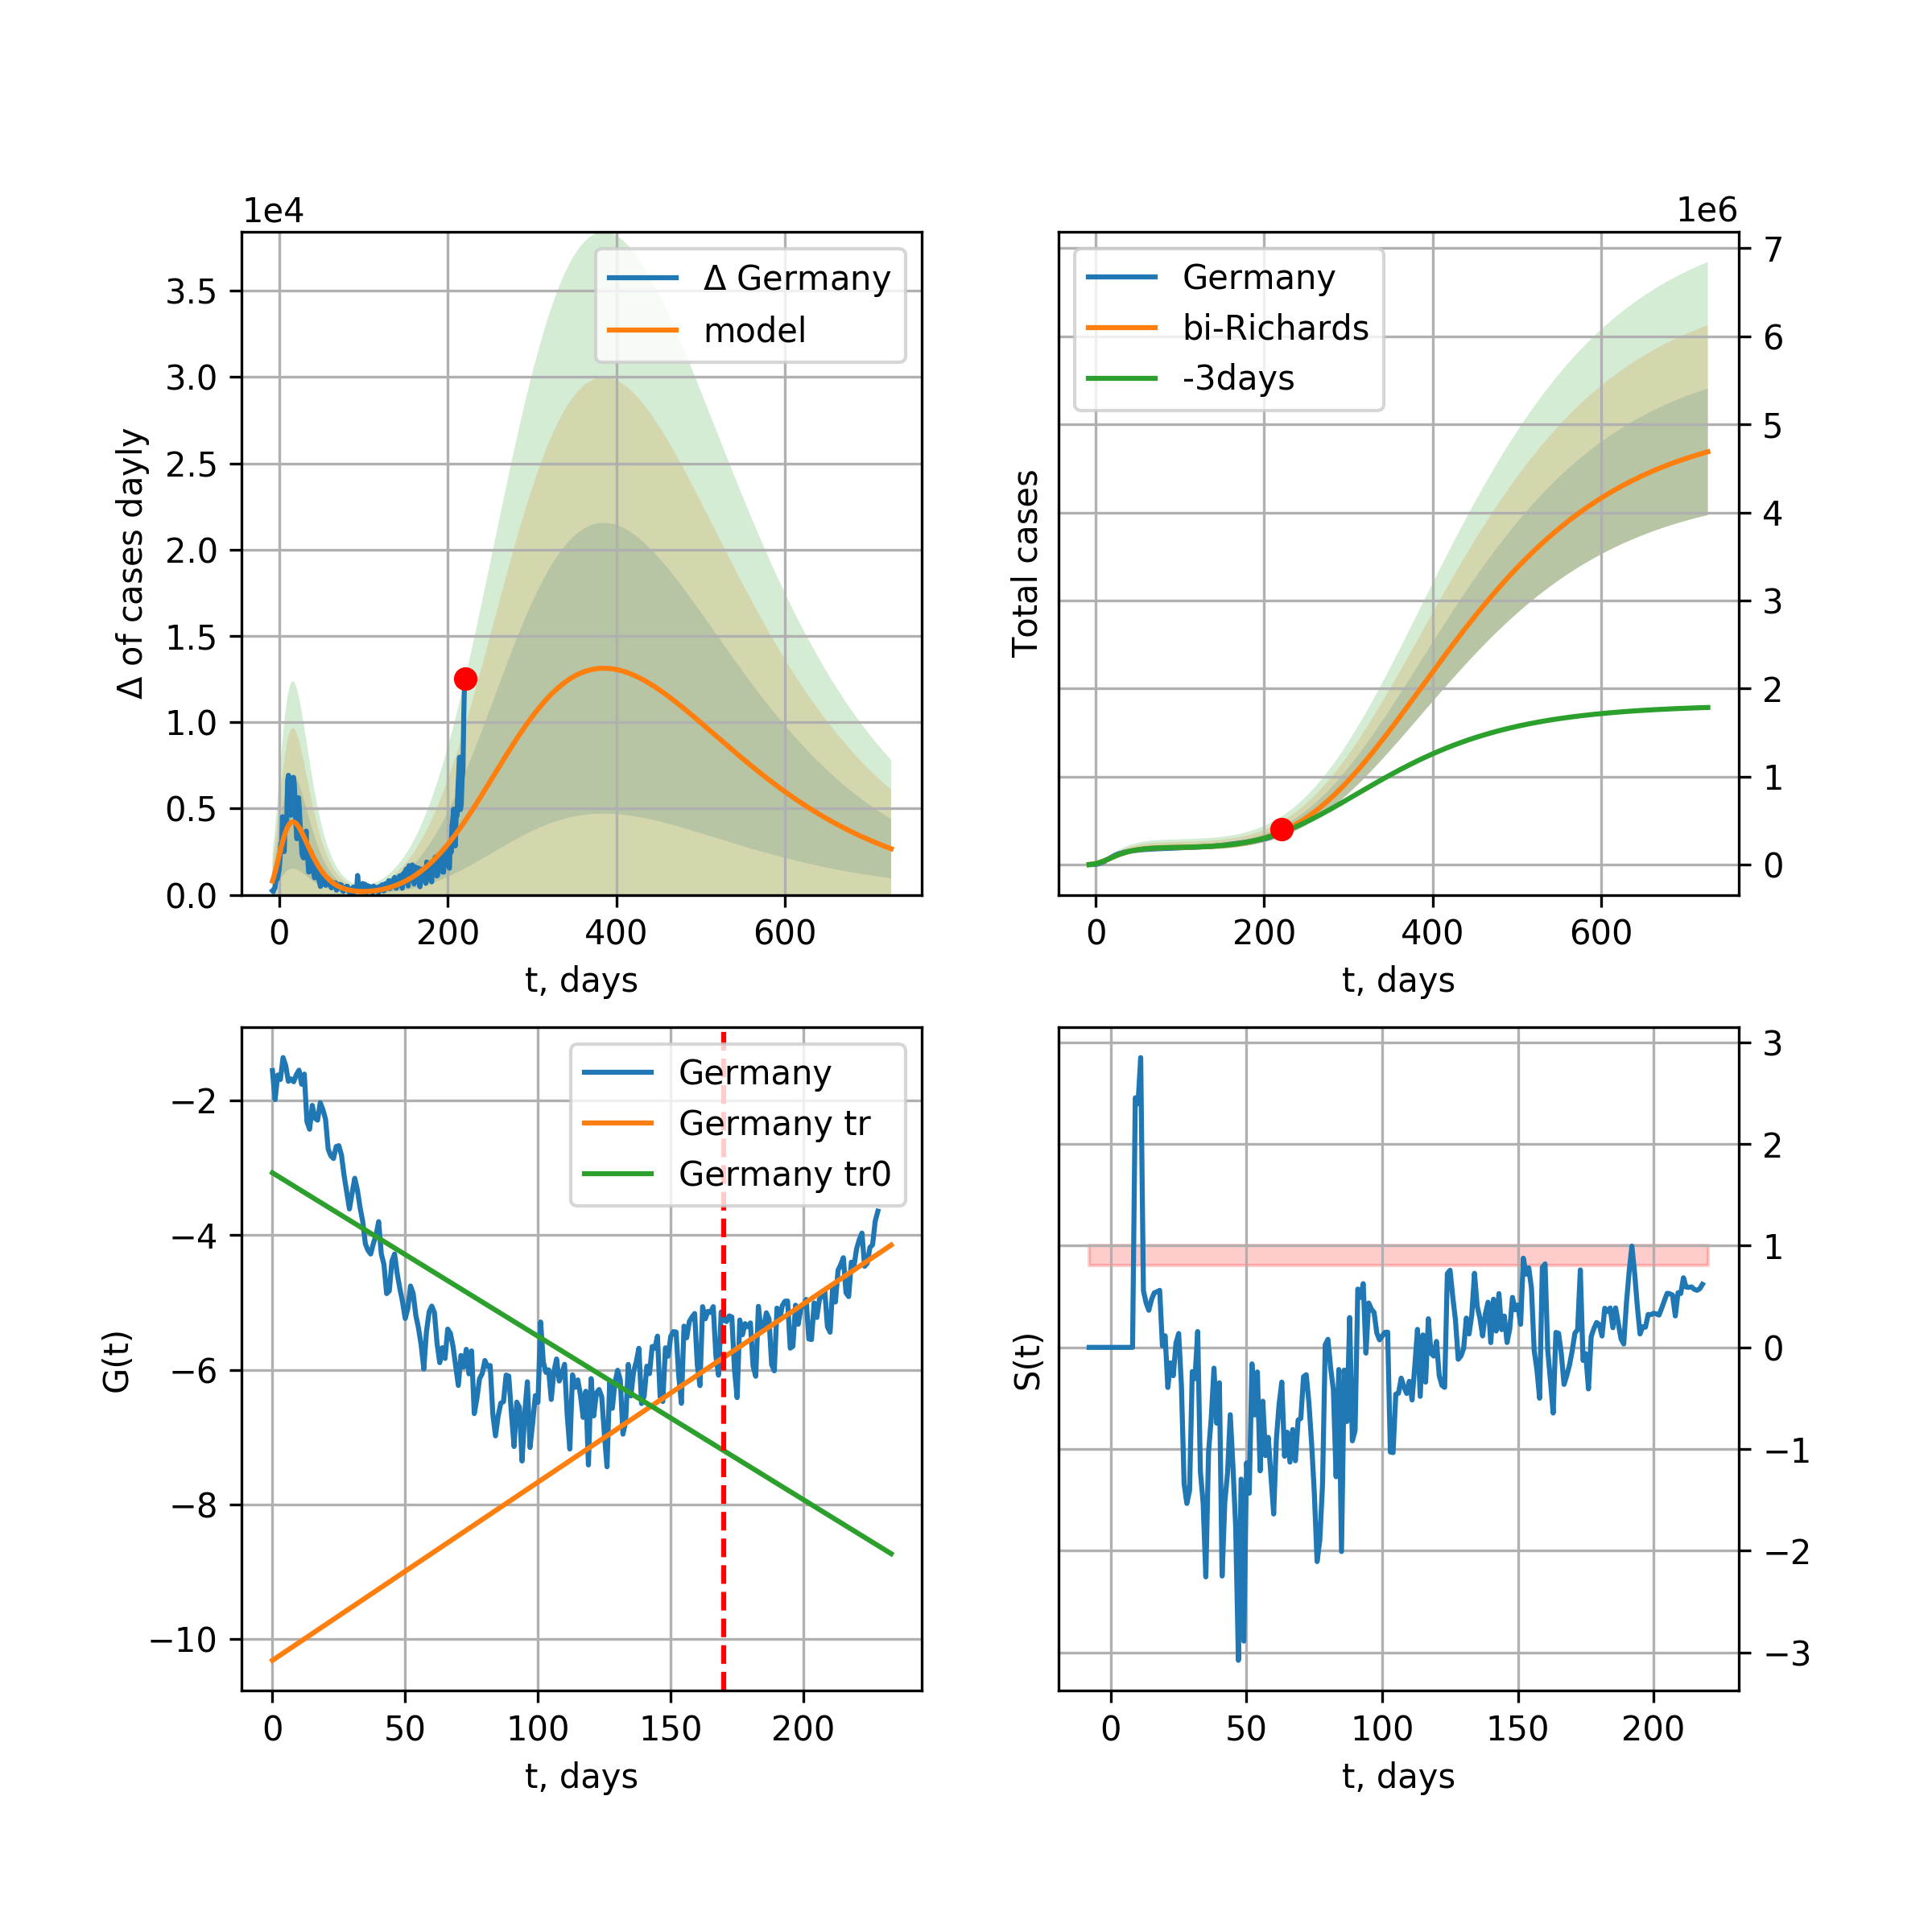 1e4
Δ of cases dayly
3.5
3.0
2.5
2.0
1.5
1.0
0.5
0.0
0 200 400 600
t, days
Δ Germany
model
1e6
Total cases
7
6
5
4
3
2
1
0
0 200 400 600
t, days
Germany
bi-Richards
-3days
G(t)
−2
−4
−6
−8
−10
0 50 100 150 200
t, days
Germany
Germany tr
Germany tr0
S(t)
3
2
1
0
−1
−2
−3
0 50 100 150 200
t, days